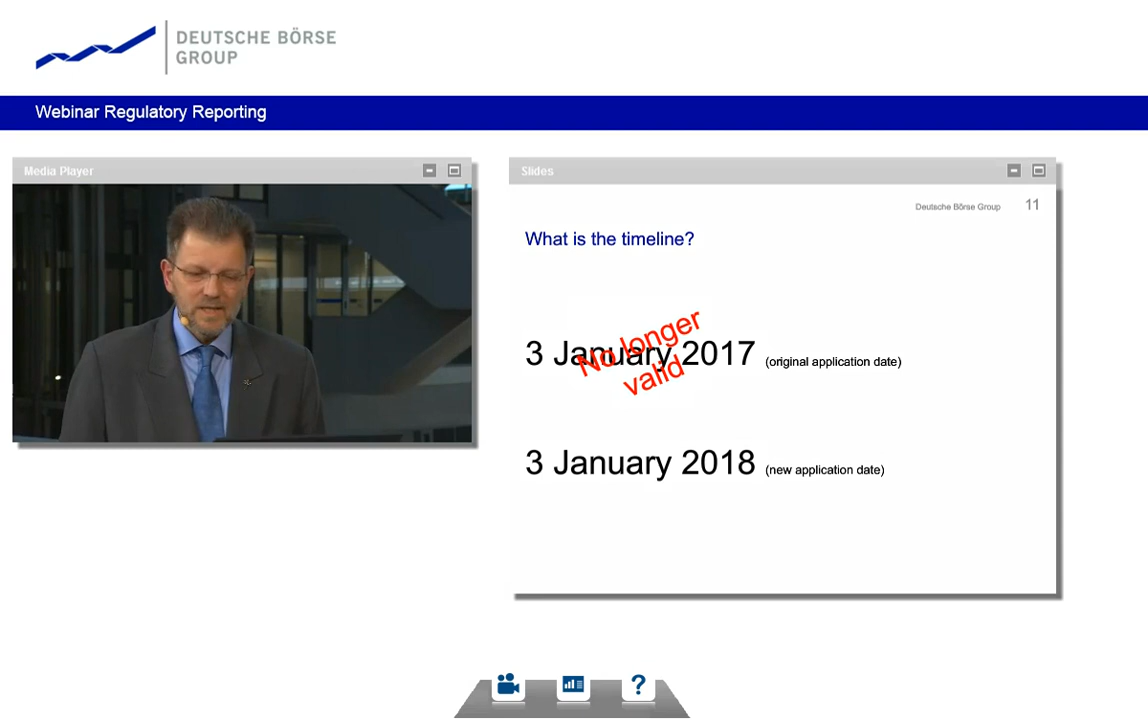 DEUTSCHE BÖRSE
GROUP
Webinar Regulatory Reporting
Media Player
Slides
Deutsche Börse Group 11
What is the timeline?
3 January 2017 (original application date)
No longer
valid
3 January 2018 (new application date)
?